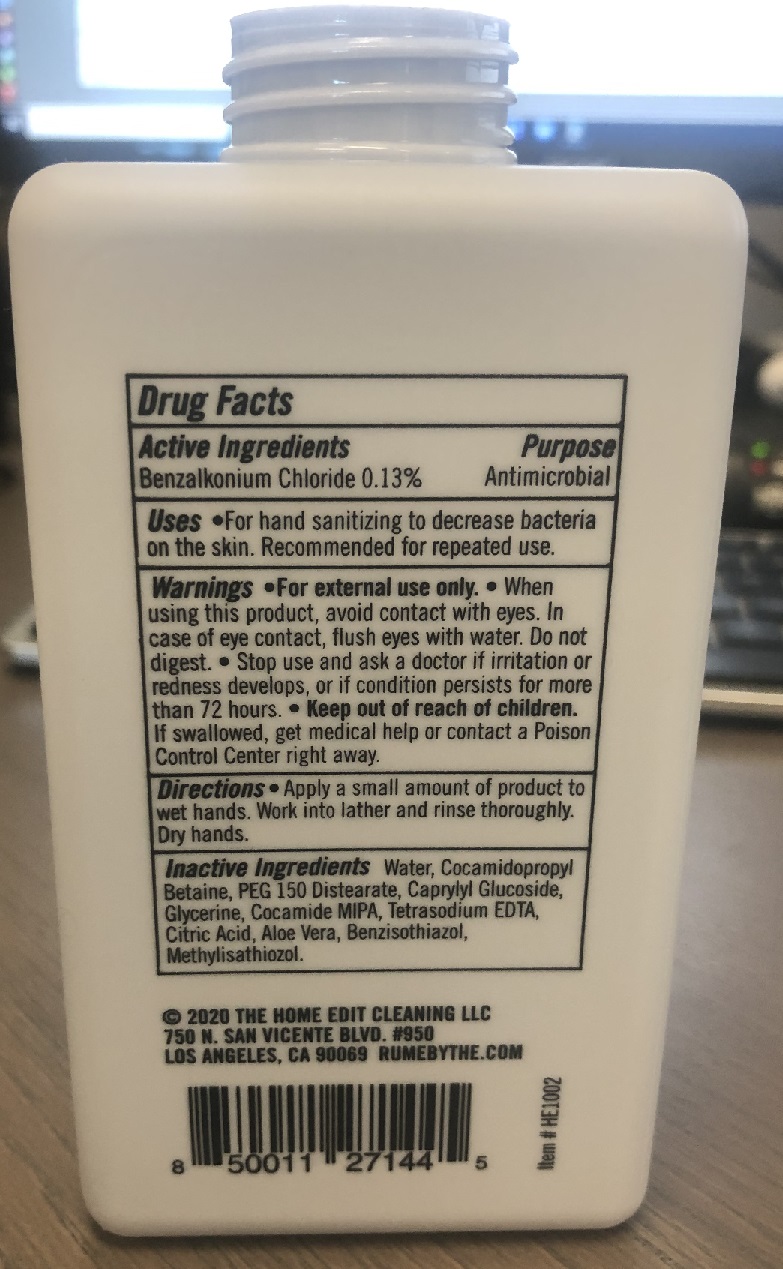 Drug Facts
Active Ingredients Purpose
Benzalkonium Chloride 0.13% Antimicrobial
Uses •For hand sanitizing to decrease bacteria
on the skin. Recommended for repeated use.
Warnings •For external use only. • When
using this product, avoid contact with eyes. In
case of eye contact, flush eyes with water. Do not
digest. • Stop use and ask a doctor if irritation or
redness develops, or if condition persists for more
than 72 hours. • Keep out of reach of children.
If swallowed, get medical help or contact a Poison
Control Center right away.
Directions • Apply a small amount of product to
wet hands. Work into lather and rinse thoroughly.
Dry hands.
Inactive Ingredients Water, Cocamidopropyl
Betaine, PEG 150 Distearate, Caprylyl Glucoside,
Glycerine, Cocamide MIPA, Tetrasodium EDTA,
Citric Acid, Aloe Vera, Benzisothiazol,
Methylisathiozol.
© 2020 THE HOME EDIT CLEANING LLC
750 N. SAN VICENTE BLVD. #950
LOS ANGELES, CA 90069 RUMEBYTHE.COM
8 50011 27144 5
Item # HE1002